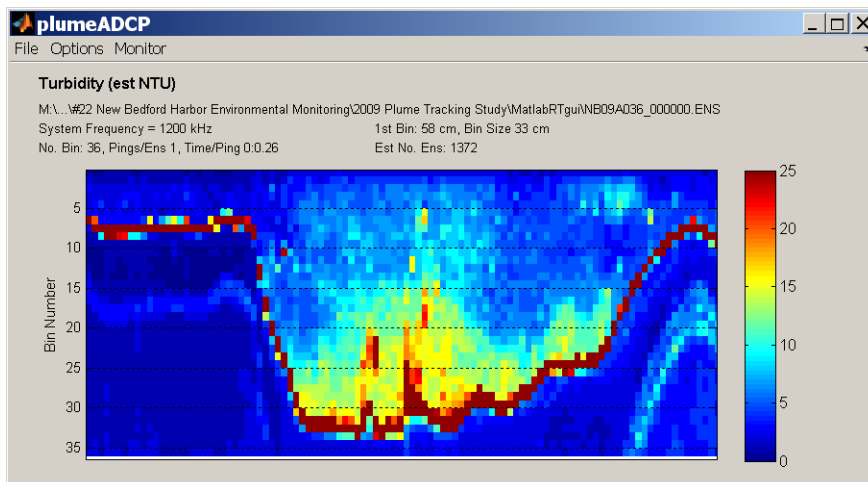 plumeADCP
File Options Monitor
Turbidity (est NTU)
M:\...\#22 New Bedford Harbor Environmental Monitoring\2009 Plume Tracking Study\MatlabRTgui\NB09A036_000000.ENS
System Frequency = 1200 kHz 1st Bin: 58 cm, Bin Size 33 cm
No. Bin: 36, Pings/Ens 1, Time/Ping 0:0.26 Est No. Ens: 1372
Bin Number
5
10
15
20
25
30
35
25
20
15
10
5
0